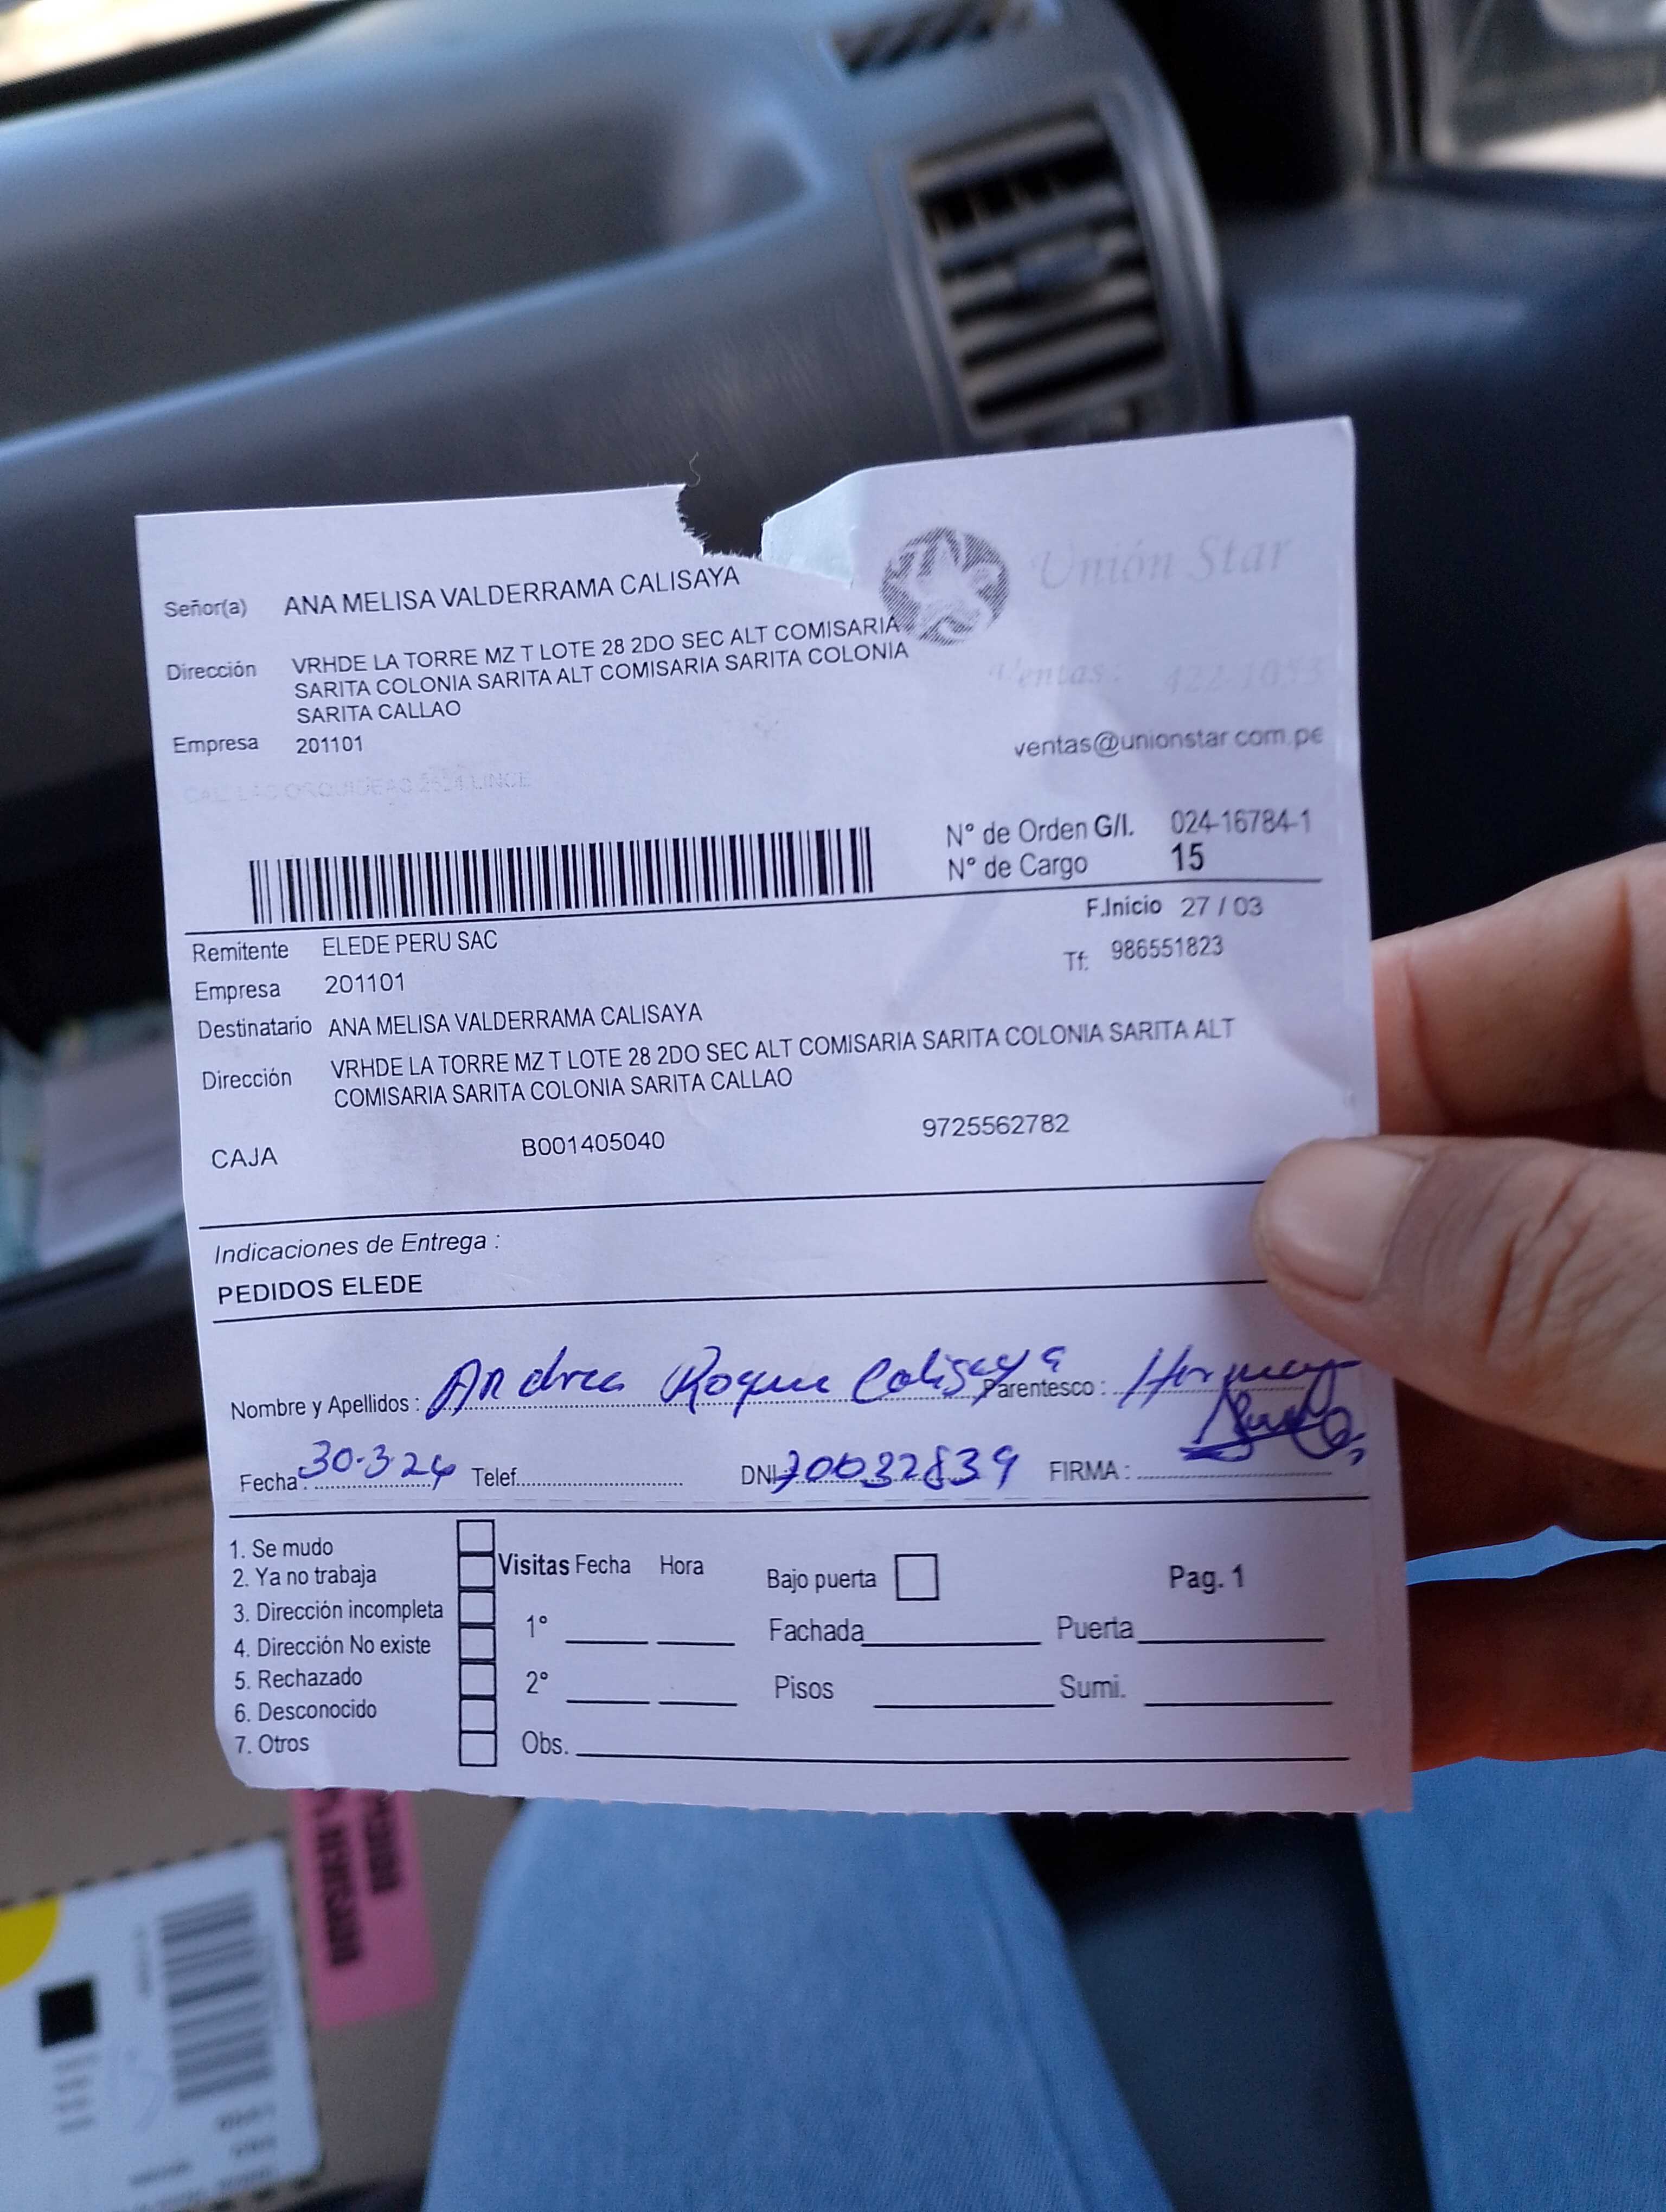 Unión Star
Señor(a) ANA MELISA VALDERRAMA CALISAYA
Dirección VRHDE LA TORRE MZ T LOTE 28 2DO SEC ALT COMISARIA
SARITA COLONIA SARITA ALT COMISARIA SARITA COLONIA
SARITA CALLAO
Ventas: 422-1053
Empresa 201101
ventas@unionstar.com.pe
N° de Orden G/I. 024-16784-1
N° de Cargo 15
F.Inicio 27 / 03
Remitente ELEDE PERU SAC
Tf: 986551823
Empresa 201101
Destinatario ANA MELISA VALDERRAMA CALISAYA
Dirección VRHDE LA TORRE MZ T LOTE 28 2DO SEC ALT COMISARIA SARITA COLONIA SARITA ALT
COMISARIA SARITA COLONIA SARITA CALLAO
CAJA B001405040 9725562782
Indicaciones de Entrega :
PEDIDOS ELEDE
Nombre y Apellidos : Andrea Roque Calisaya Parentesco :
Fecha : 30-3-24 Telef. DNI 70032839 FIRMA :
1. Se mudo
2. Ya no trabaja
3. Dirección incompleta
4. Dirección No existe
5. Rechazado
6. Desconocido
7. Otros
Visitas Fecha Hora Bajo puerta Pag. 1
1° Fachada Puerta
2° Pisos Sumi.
Obs.